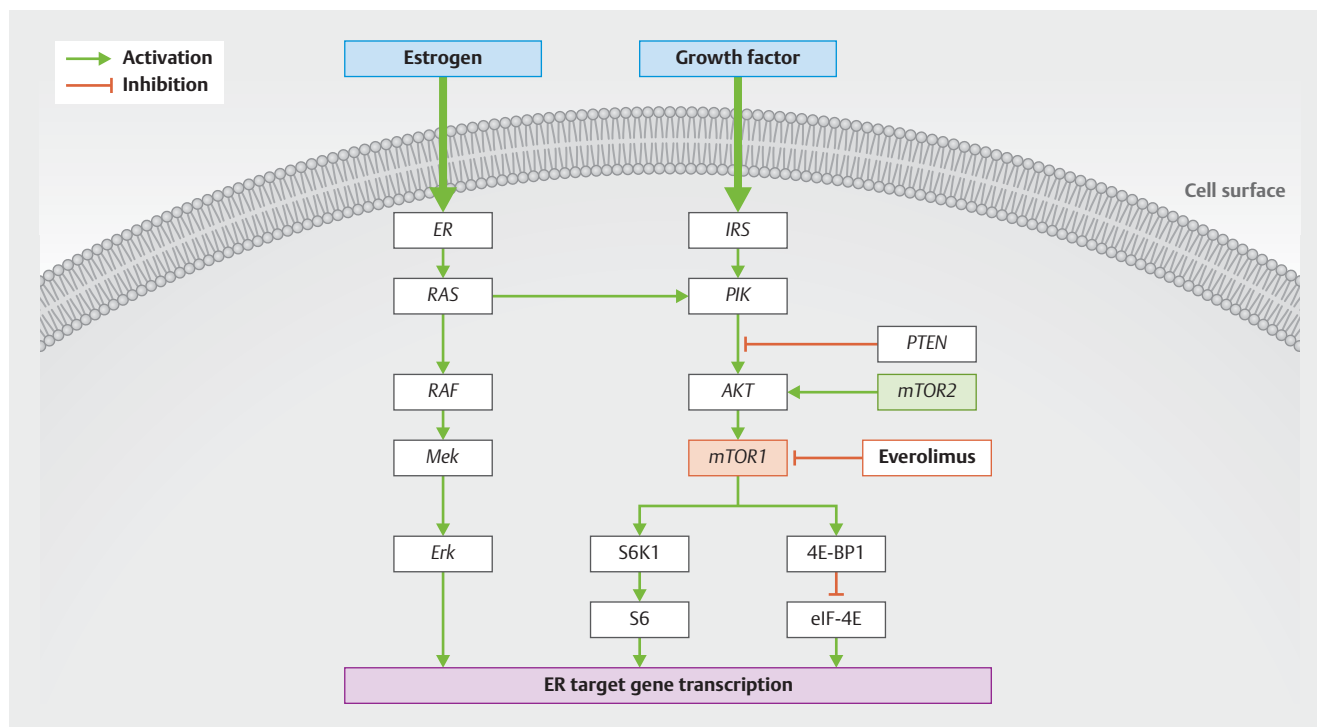 Activation
Inhibition
Estrogen
Growth factor
Cell surface
ER
IRS
RAS
PIK
PTEN
RAF
AKT
mTOR2
Mek
mTOR1
Everolimus
Erk
S6K1
4E-BP1
S6
eIF-4E
ER target gene transcription